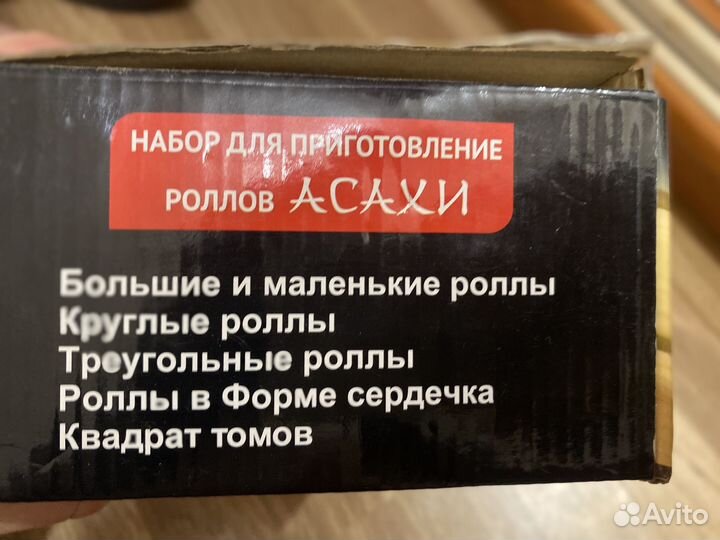 НАБОР ДЛЯ ПРИГОТОВЛЕНИЕ
РОЛЛОВ АСАХИ
Большие и маленькие роллы
Круглые роллы
Треугольные роллы
Роллы в Форме сердечка
Квадрат томов
Avito